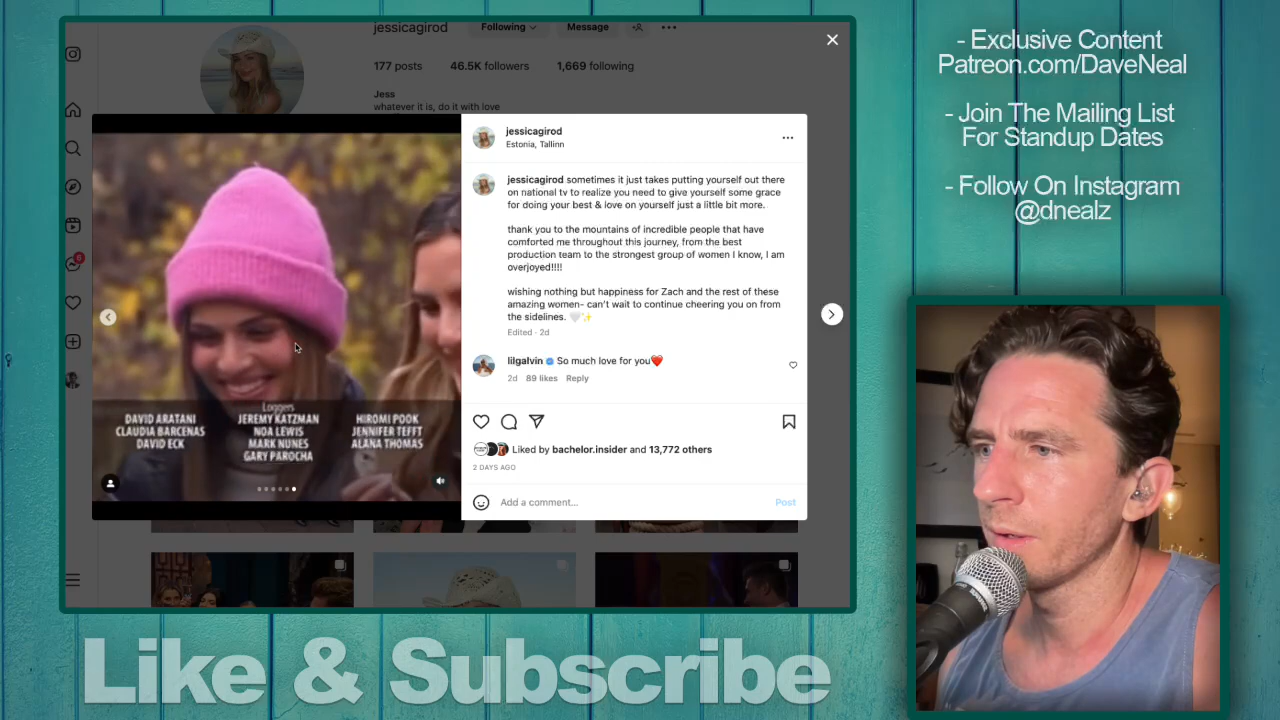 jessicagirod
Following
Message
177 posts
46.5K followers
1,669 following
Jess
whatever it is, do it with love
6
jessicagirod
Estonia, Tallinn
jessicagirod sometimes it just takes putting yourself out there
on national tv to realize you need to give yourself some grace
for doing your best & love on yourself just a little bit more.
thank you to the mountains of incredible people that have
comforted me throughout this journey, from the best
production team to the strongest group of women I know, I am
overjoyed!!!!
wishing nothing but happiness for Zach and the rest of these
amazing women- can't wait to continue cheering you on from
the sidelines. 🤍✨
Edited · 2d
lilgalvin So much love for you❤️
2d 89 likes Reply
Liked by bachelor.insider and 13,772 others
2 DAYS AGO
Add a comment...
Post
DAVID ARATANI
CLAUDIA BARCENAS
DAVID ECK
Loggers
JEREMY KATZMAN
NOA LEWIS
MARK NUNES
GARY PAROCHA
HIROMI POOK
JENNIFER TEFFT
ALANA THOMAS
- Exclusive Content
Patreon.com/DaveNeal
- Join The Mailing List
For Standup Dates
- Follow On Instagram
@dnealz
Like & Subscribe